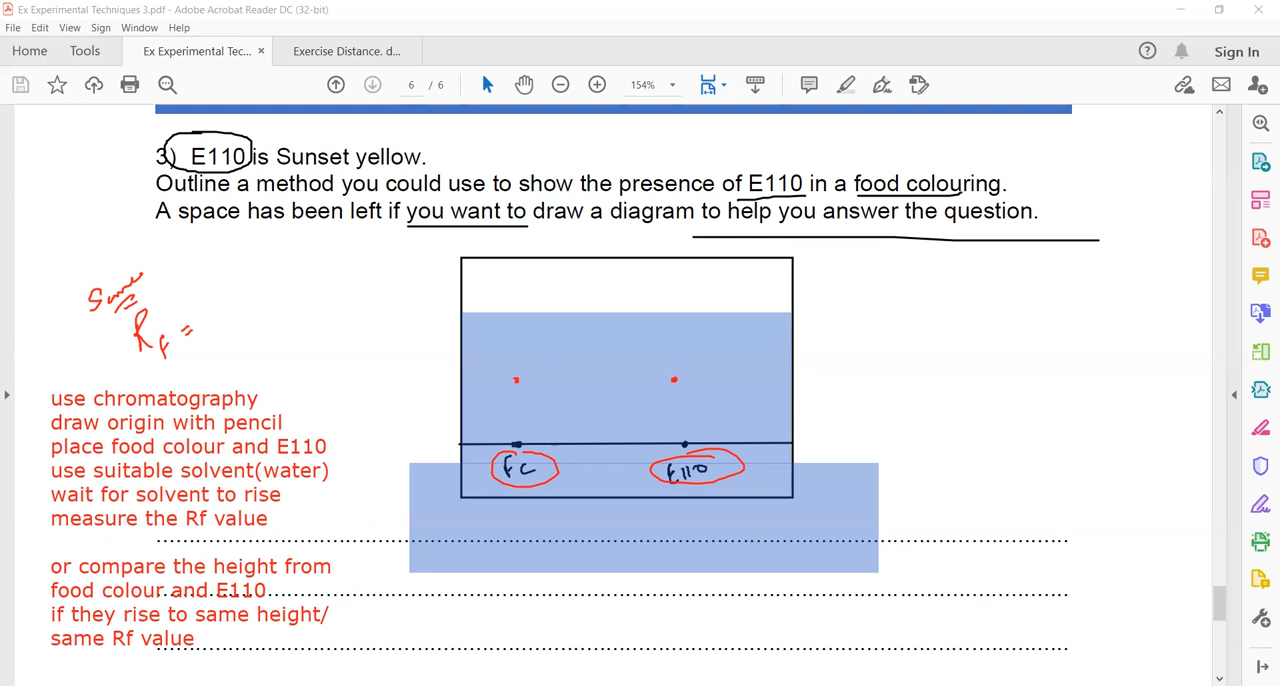 Ex Experimental Techniques 3.pdf - Adobe Acrobat Reader DC (32-bit)
File Edit View Sign Window Help
Home Tools Ex Experimental Tec... × Exercise Distance. d... Sign In
6 / 6 154%
3) E110 is Sunset yellow.
Outline a method you could use to show the presence of E110 in a food colouring.
A space has been left if you want to draw a diagram to help you answer the question.
Same
Rf =
use chromatography
draw origin with pencil
place food colour and E110
use suitable solvent(water)
wait for solvent to rise
measure the Rf value
or compare the height from
food colour and E110
if they rise to same height/
same Rf value
FC E110